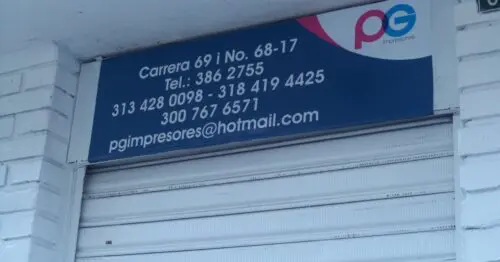 PG
impresores
Carrera 69 i No. 68-17
Tel.: 386 2755
313 428 0098 - 318 419 4425
300 767 6571
pgimpresores@hotmail.com